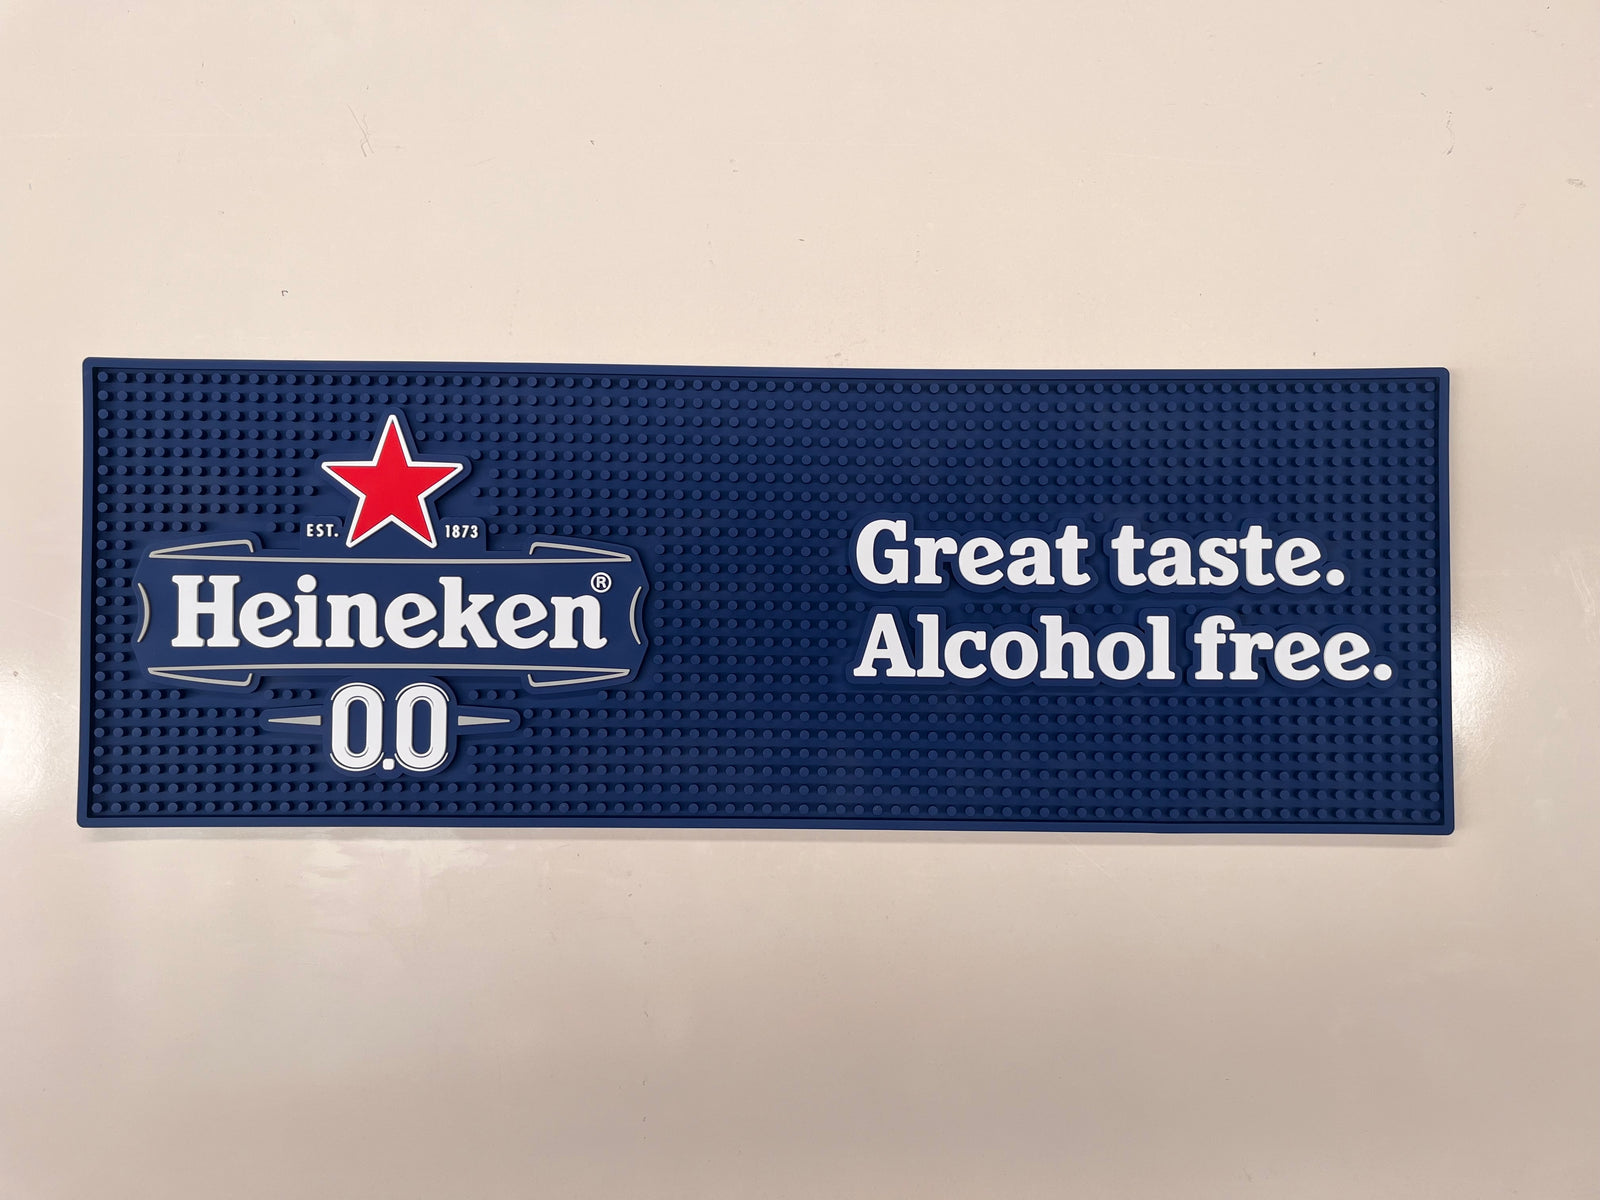 EST. 1873
Heineken®
0.0
Great taste.
Alcohol free.